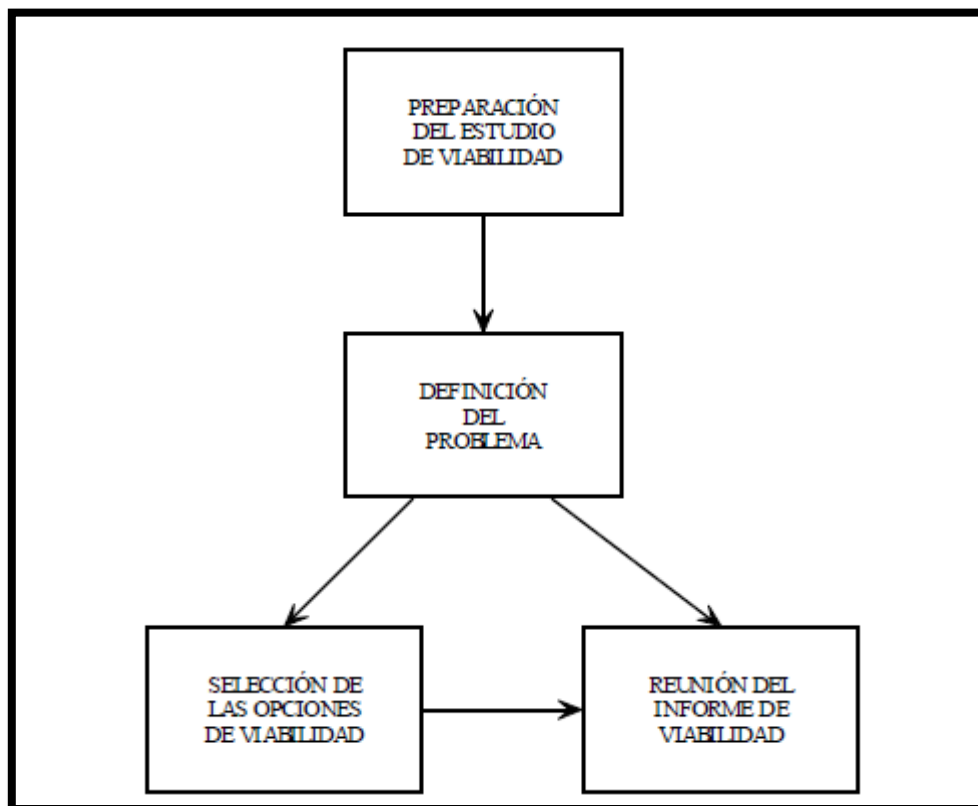 PREPARACIÓN
DEL ESTUDIO
DE VIABILIDAD
DEFINICIÓN
DEL
PROBLEMA
SELECCIÓN DE
LAS OPCIONES
DE VIABILIDAD
REUNIÓN DEL
INFORME DE
VIABILIDAD